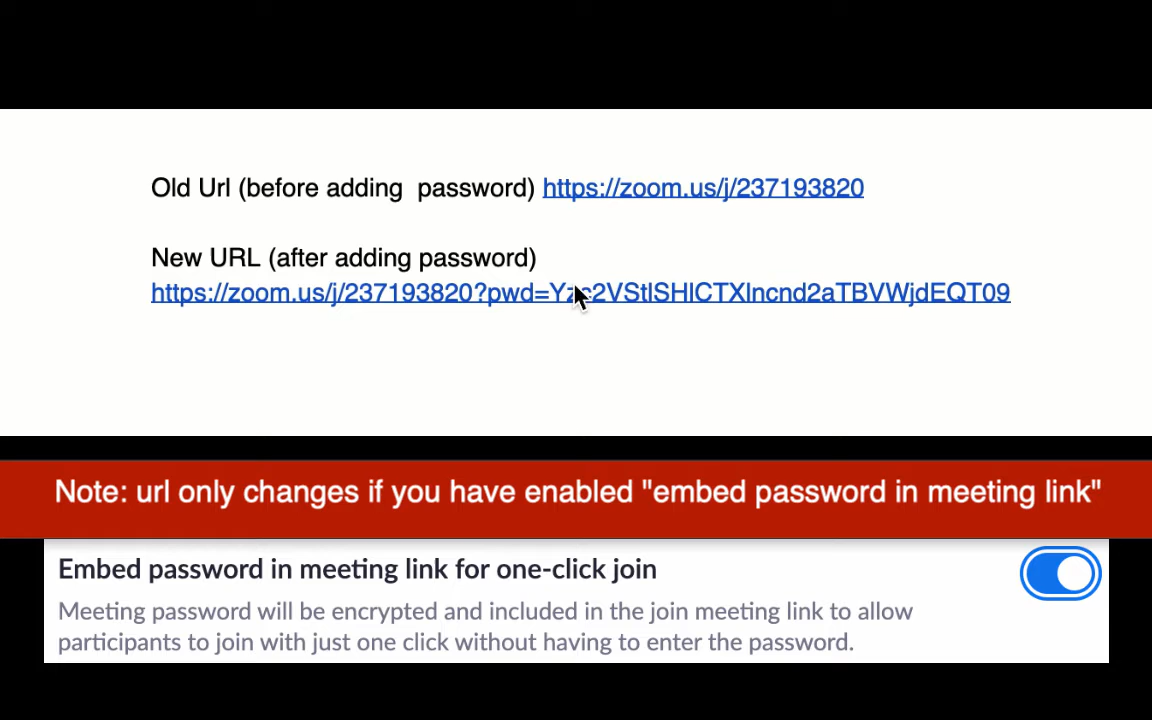 Old Url (before adding  password) https://zoom.us/j/237193820
New URL (after adding password)
https://zoom.us/j/237193820?pwd=Yzc2VStlSHlCTXlncnd2aTBVWjdEQT09
Note: url only changes if you have enabled "embed password in meeting link"
Embed password in meeting link for one-click join
Meeting password will be encrypted and included in the join meeting link to allow
participants to join with just one click without having to enter the password.